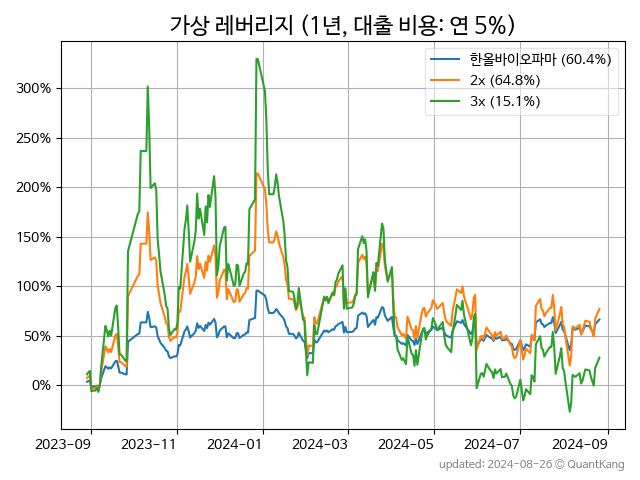 가상 레버리지 (1년, 대출 비용: 연 5%)
한올바이오파마 (60.4%)
2x (64.8%)
3x (15.1%)
300%
250%
200%
150%
100%
50%
0%
2023-09 2023-11 2024-01 2024-03 2024-05 2024-07 2024-09
updated: 2024-08-26 © QuantKang